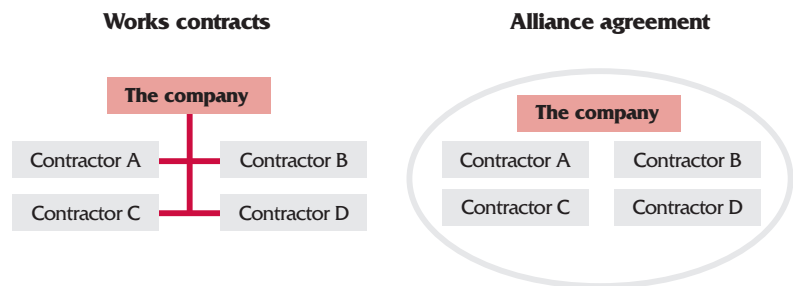 Works contracts
The company
Contractor A
Contractor B
Contractor C
Contractor D
Alliance agreement
The company
Contractor A
Contractor B
Contractor C
Contractor D